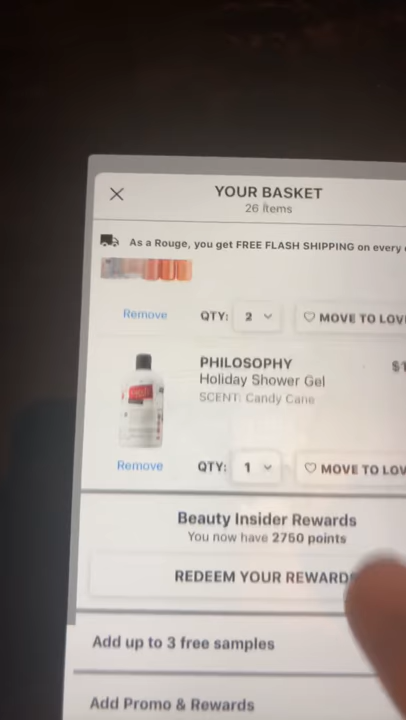 YOUR BASKET
26 Items
As a Rouge, you get FREE FLASH SHIPPING on every
Remove
QTY: 2
MOVE TO LOV
PHILOSOPHY
$1
Holiday Shower Gel
SCENT: Candy Cane
Remove
QTY: 1
MOVE TO LOV
Beauty Insider Rewards
You now have 2750 points
REDEEM YOUR REWARDS
Add up to 3 free samples
Add Promo & Rewards